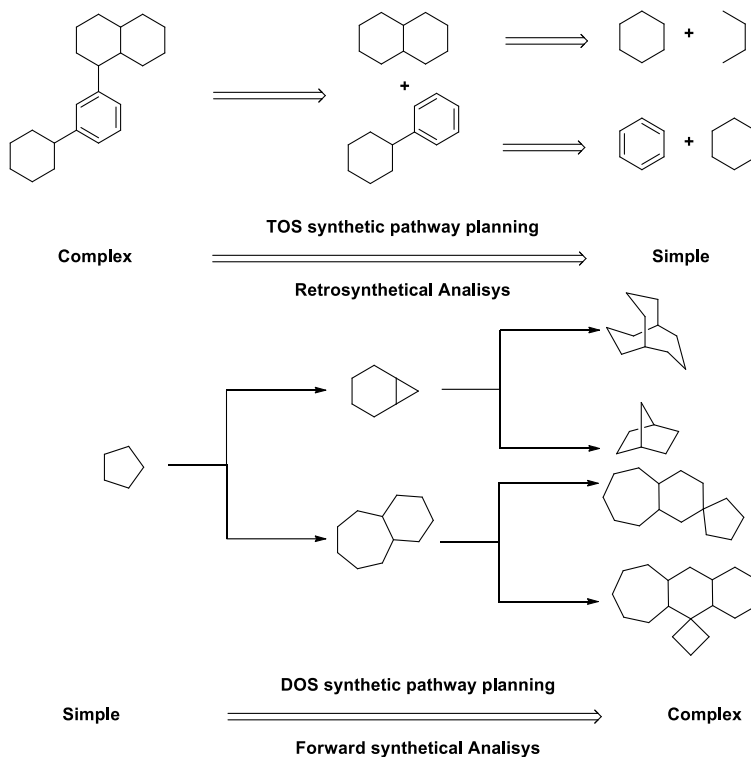 +
+
+
TOS synthetic pathway planning
Complex
Simple
Retrosynthetical Analisys
DOS synthetic pathway planning
Simple
Complex
Forward synthetical Analisys